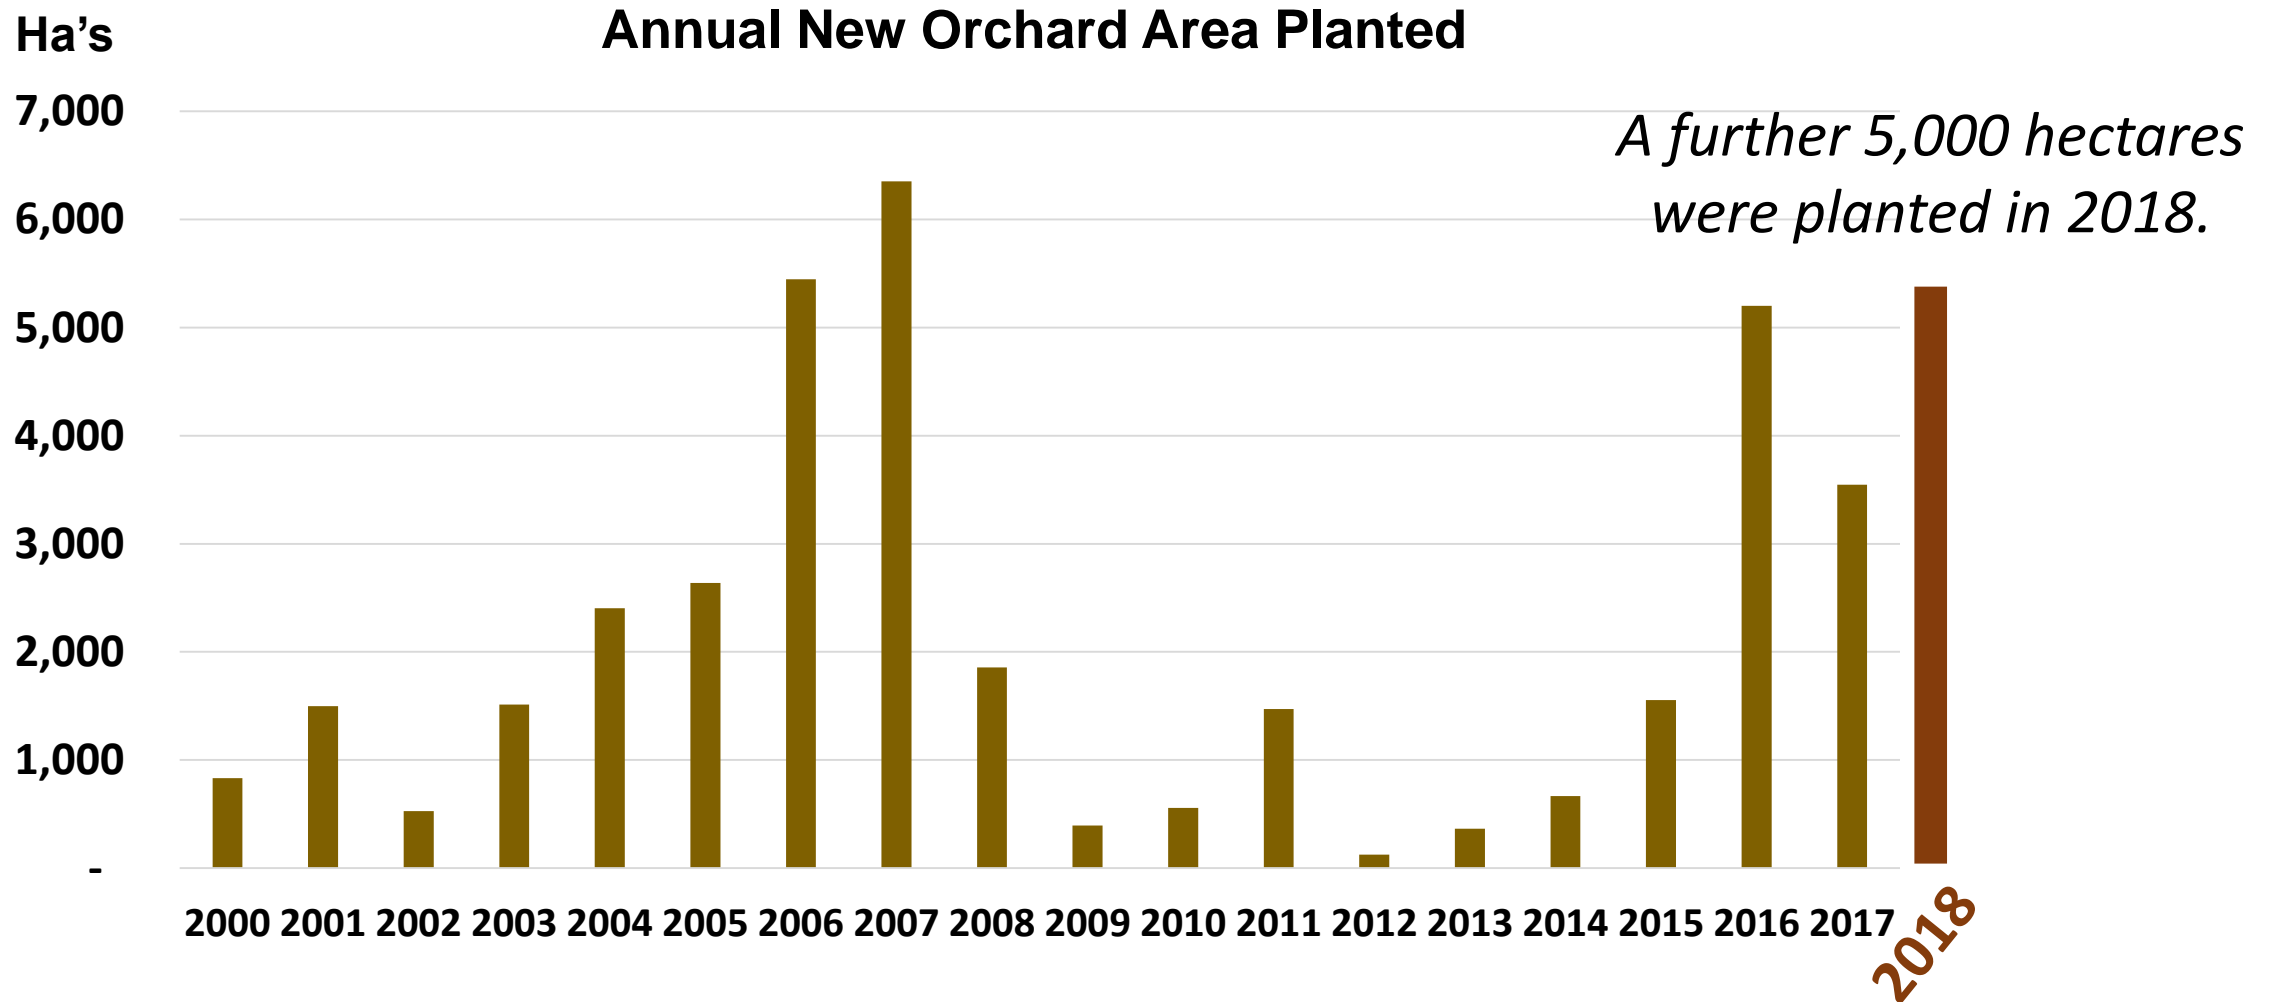 Ha’s
Annual New Orchard Area Planted
7,000
6,000
5,000
4,000
3,000
2,000
1,000
-
A further 5,000 hectares
were planted in 2018.
2000 2001 2002 2003 2004 2005 2006 2007 2008 2009 2010 2011 2012 2013 2014 2015 2016 2017
2018